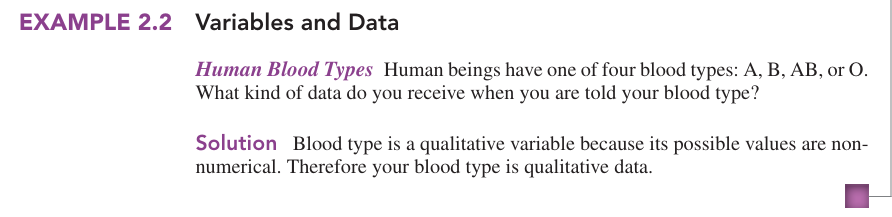 EXAMPLE 2.2 Variables and Data
Human Blood Types Human beings have one of four blood types: A, B, AB, or O.
What kind of data do you receive when you are told your blood type?
Solution Blood type is a qualitative variable because its possible values are non-
numerical. Therefore your blood type is qualitative data.